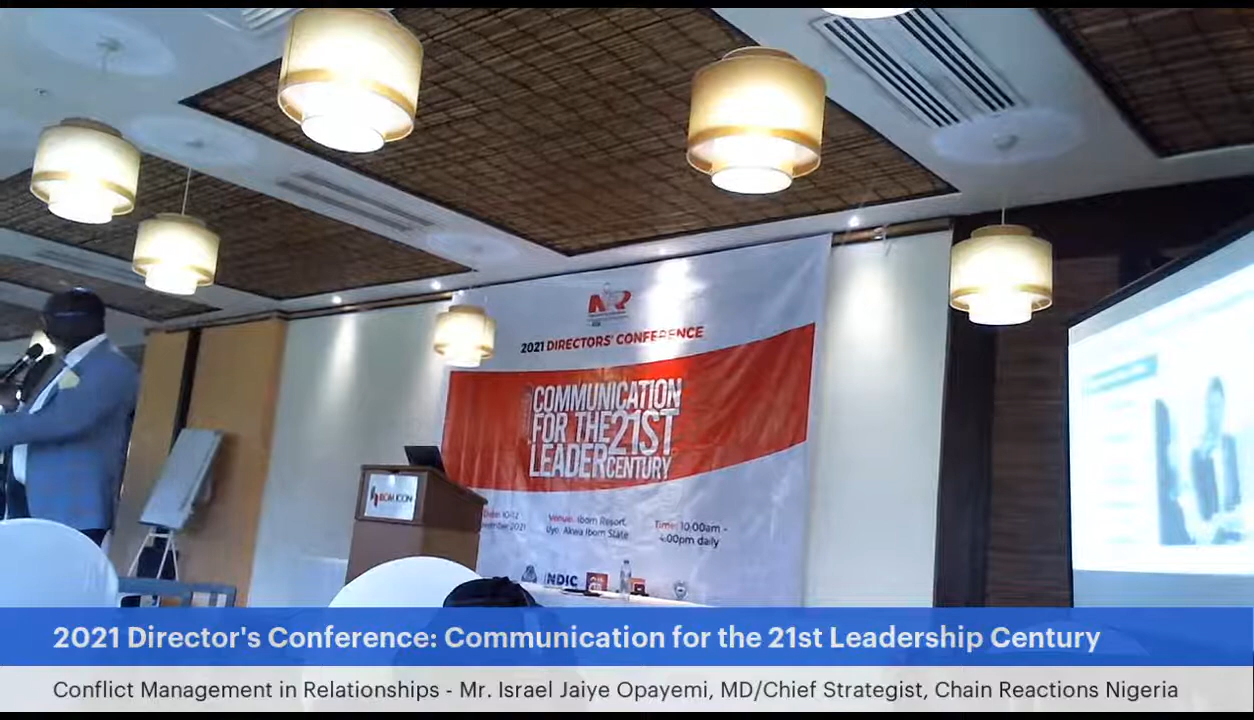 2021 DIRECTORS' CONFERENCE
COMMUNICATION
FOR THE 21ST
LEADER CENTURY
IBOM ICON
Venue: Ibom Resort,
Uyo, Akwa Ibom State
Time: 10:00am -
4:00pm daily
NDIC
2021 Director's Conference: Communication for the 21st Leadership Century
Conflict Management in Relationships - Mr. Israel Jaiye Opayemi, MD/Chief Strategist, Chain Reactions Nigeria